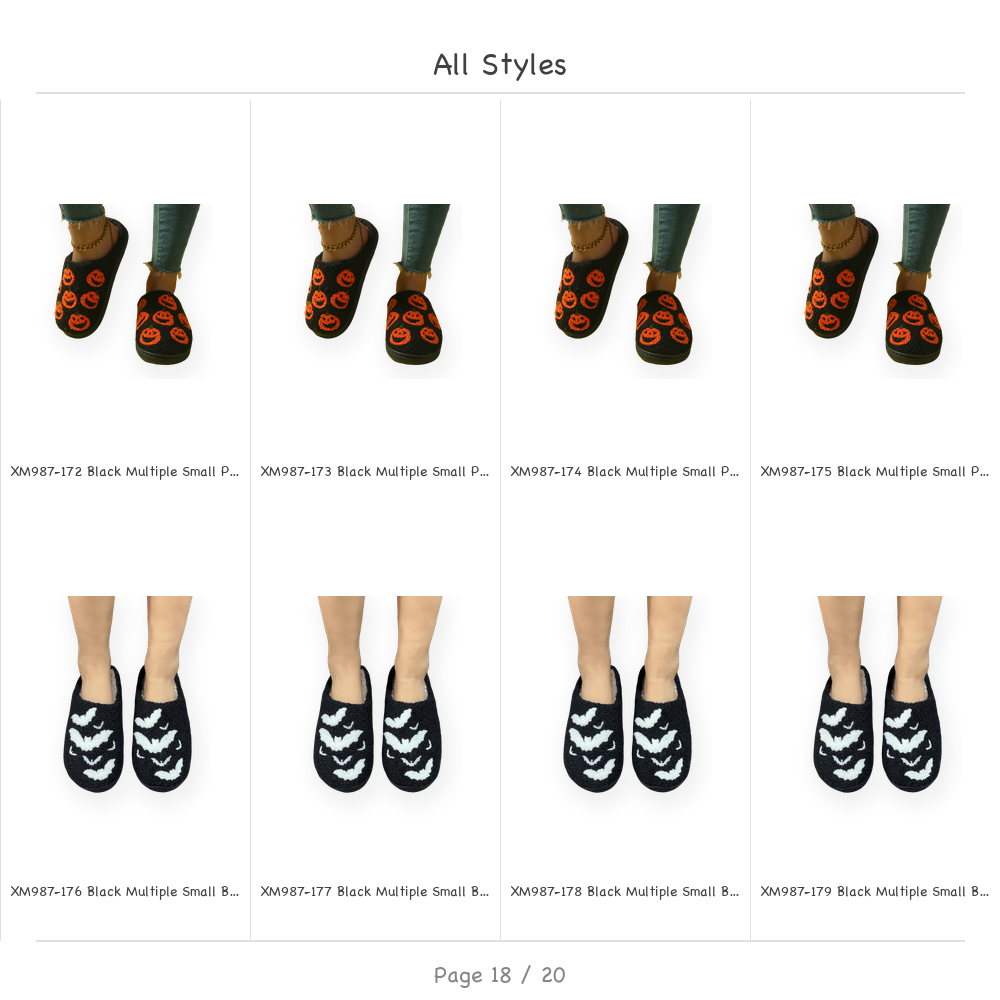 All Styles
XM987-172 Black Multiple Small P...
XM987-173 Black Multiple Small P...
XM987-174 Black Multiple Small P...
XM987-175 Black Multiple Small P...
XM987-176 Black Multiple Small B...
XM987-177 Black Multiple Small B...
XM987-178 Black Multiple Small B...
XM987-179 Black Multiple Small B...
Page 18 / 20